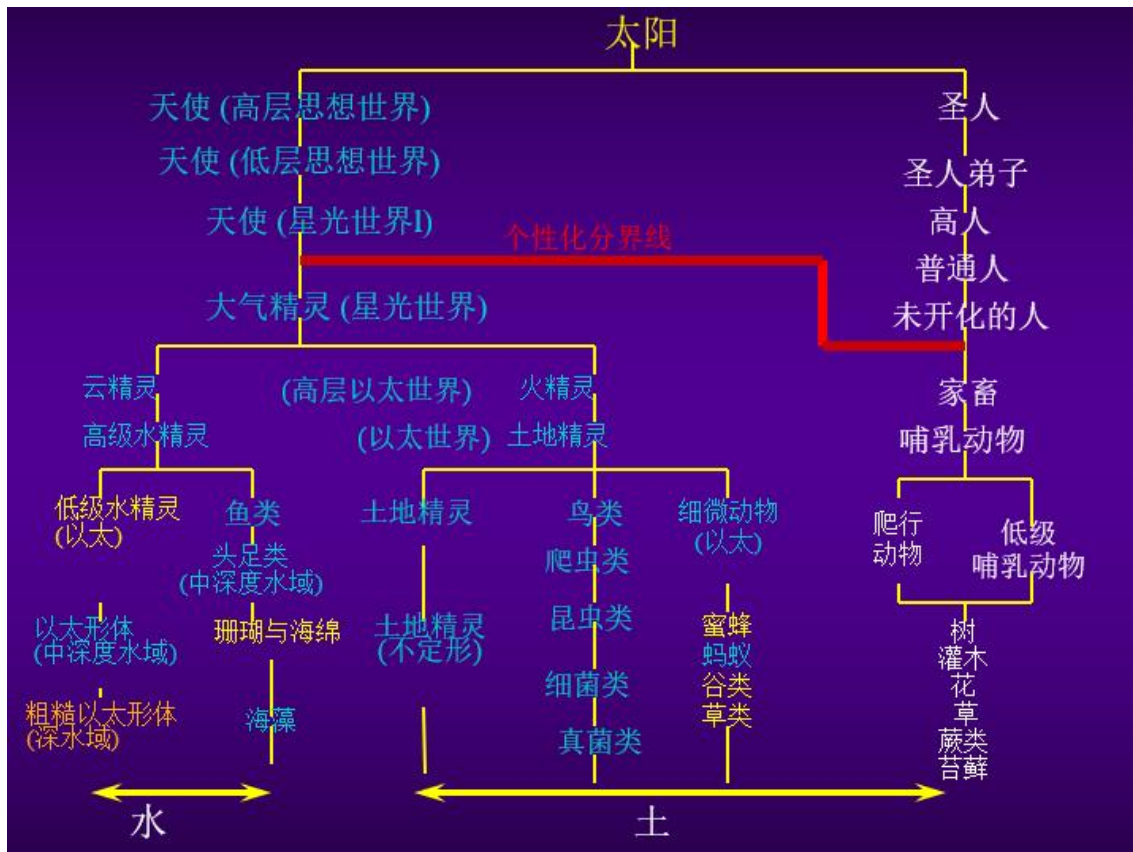 太阳
天使 (高层思想世界)
圣人
天使 (低层思想世界)
圣人弟子
天使 (星光世界l)
高人
个性化分界线
普通人
大气精灵 (星光世界)
未开化的人
云精灵
(高层以太世界)
火精灵
家畜
高级水精灵
(以太世界)
土地精灵
哺乳动物
低级水精灵
(以太)
鱼类
土地精灵
鸟类
细微动物
(以太)
爬行
动物
低级
哺乳动物
头足类
(中深度水域)
爬虫类
以太形体
(中深度水域)
珊瑚与海绵
土地精灵
(不定形)
昆虫类
蜜蜂
蚂蚁
谷类
草类
树
灌木
花
草
蕨类
苔藓
粗糙以太形体
(深水域)
海藻
细菌类
真菌类
水
土